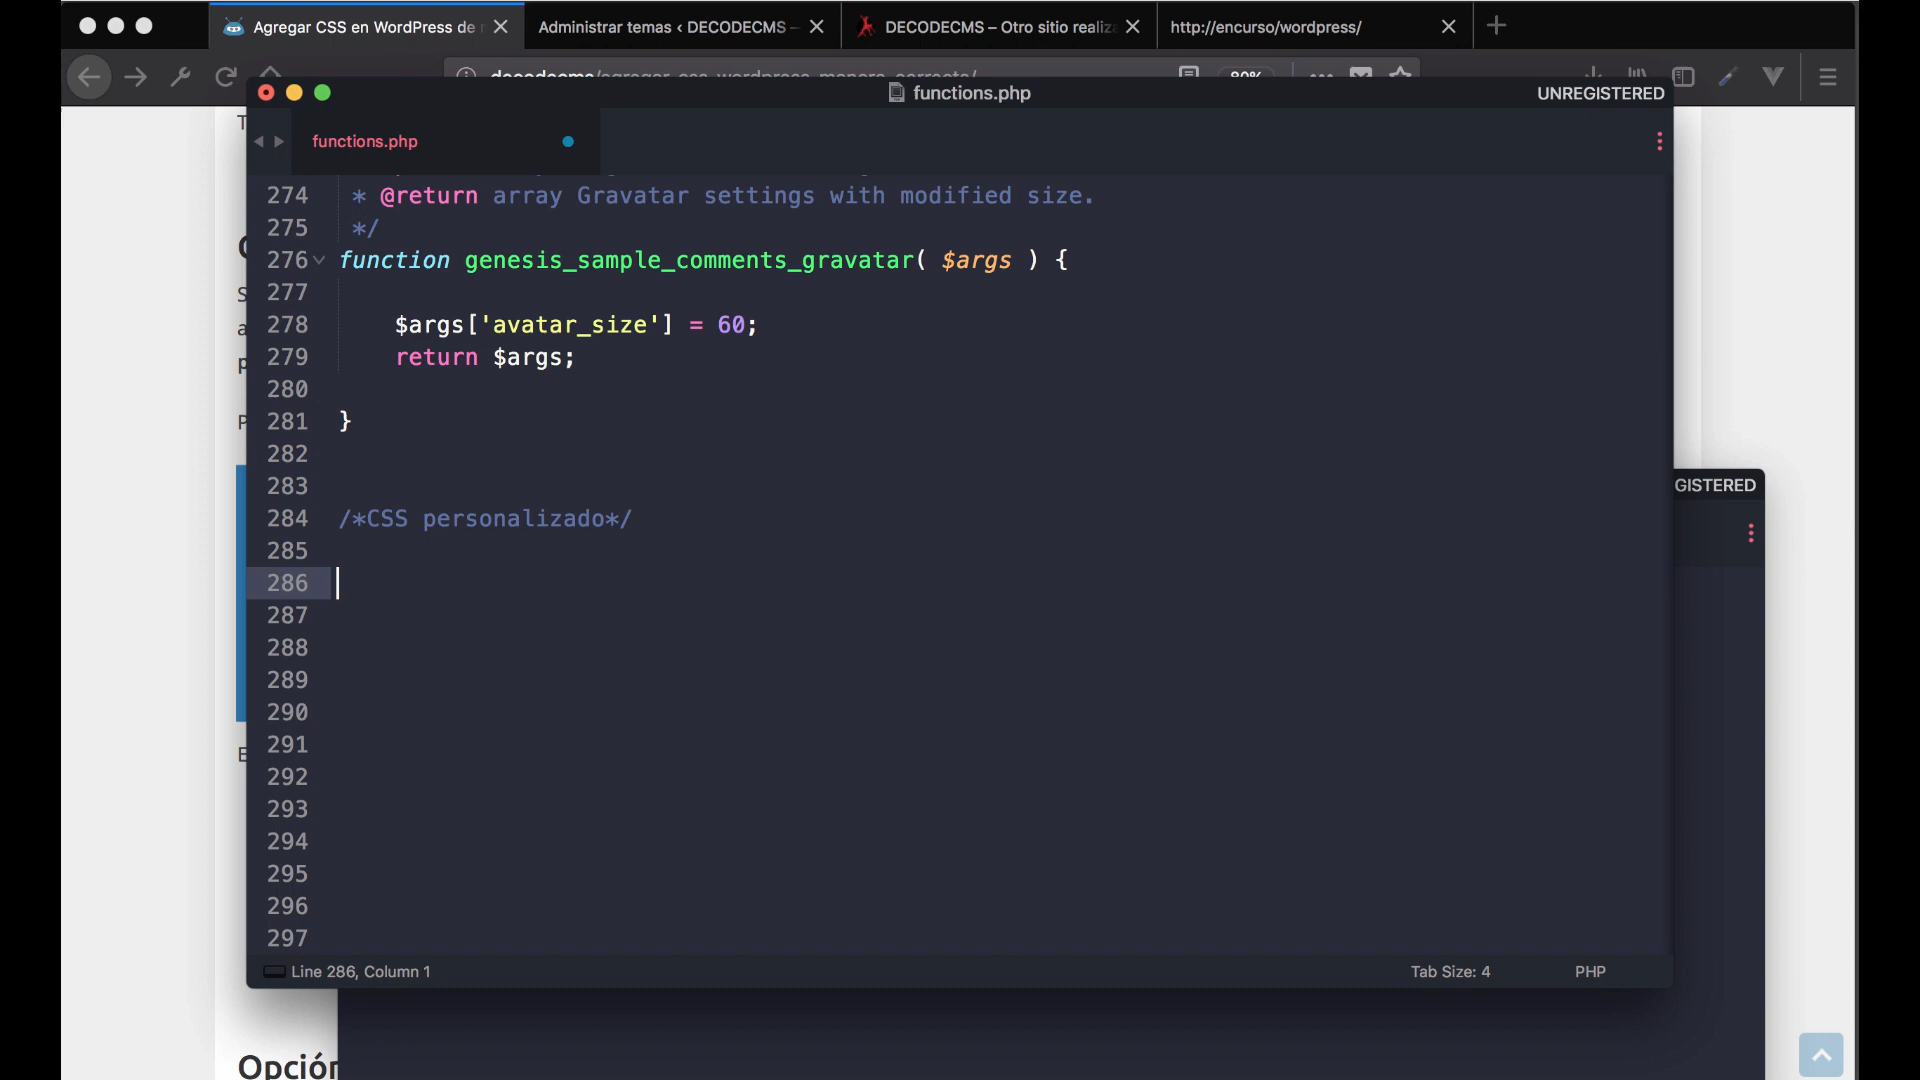 Agregar CSS en WordPress de
Administrar temas ‹ DECODECMS –
DECODECMS – Otro sitio realiza
http://encurso/wordpress/
functions.php
UNREGISTERED
functions.php
274 * @return array Gravatar settings with modified size.
275 */
276 function genesis_sample_comments_gravatar( $args ) {
277
278 $args['avatar_size'] = 60;
279 return $args;
280
281 }
282
283
284 /*CSS personalizado*/
285
286
287
288
289
290
291
292
293
294
295
296
297
GISTERED
Line 286, Column 1
Tab Size: 4
PHP
Opción